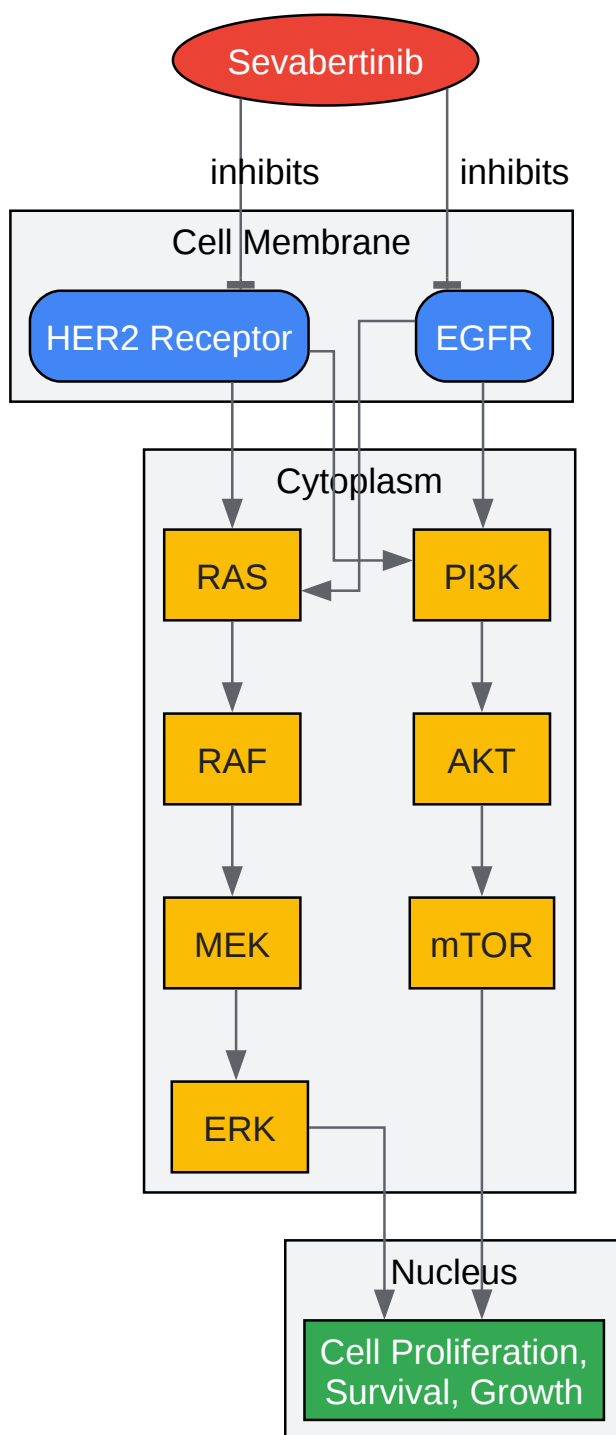 Sevabertinib
inhibits
inhibits
Cell Membrane
HER2 Receptor
EGFR
Cytoplasm
RAS
PI3K
RAF
AKT
MEK
mTOR
ERK
Nucleus
Cell Proliferation,
Survival, Growth